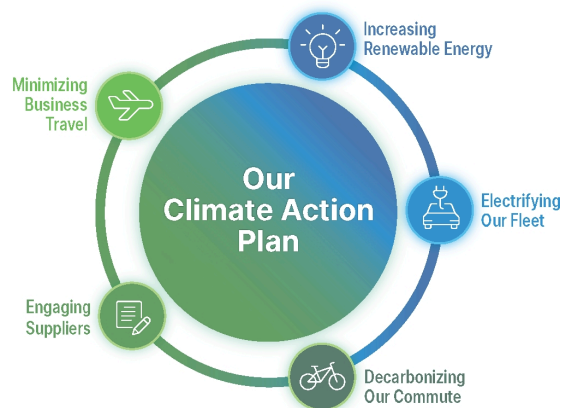 Increasing
Renewable Energy
Minimizing
Business
Travel
Our
Climate Action
Plan
Electrifying
Our Fleet
Engaging
Suppliers
Decarbonizing
Our Commute